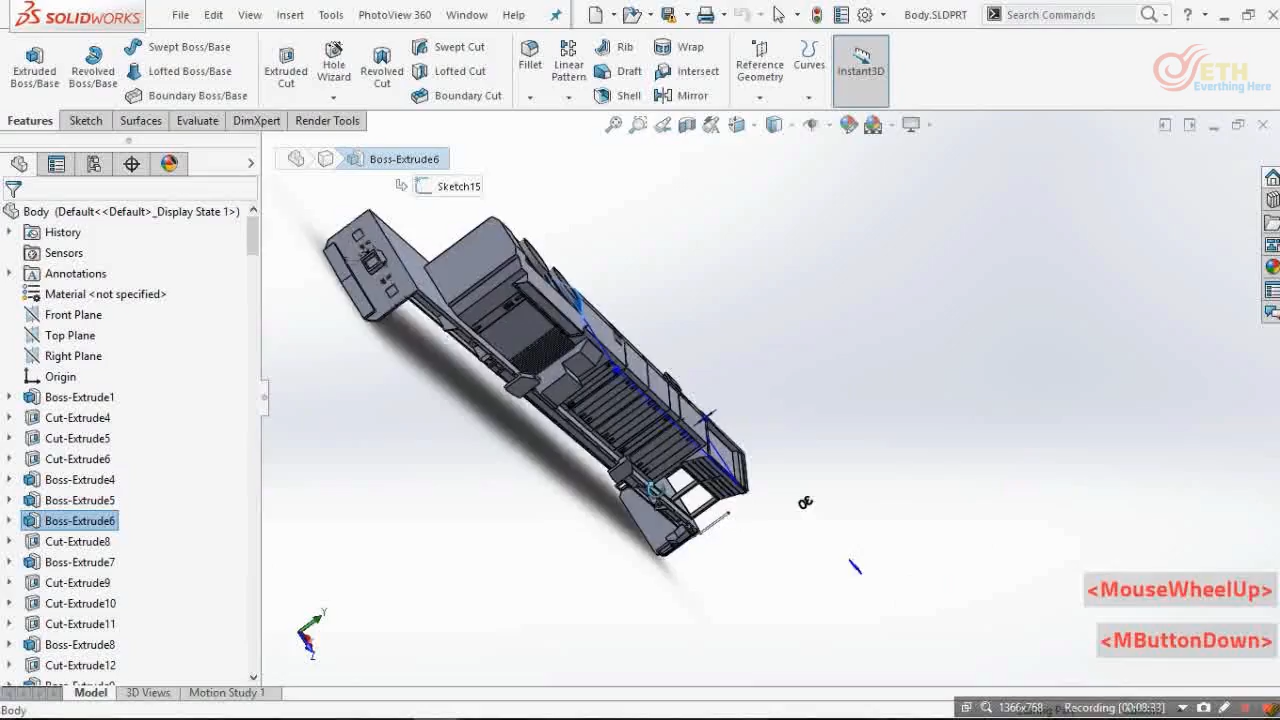 SOLIDWORKS File Edit View Insert Tools PhotoView 360 Window Help Body.SLDPRT Search Commands ?
Extruded Boss/Base
Revolved Boss/Base
Swept Boss/Base
Lofted Boss/Base
Boundary Boss/Base
Extruded Cut
Hole Wizard
Revolved Cut
Swept Cut
Lofted Cut
Boundary Cut
Fillet
Linear Pattern
Rib
Draft
Shell
Wrap
Intersect
Mirror
Reference Geometry
Curves
Instant3D
ETH
Everthing Here
Features Sketch Surfaces Evaluate DimXpert Render Tools
Boss-Extrude6
Sketch15
Body (Default<<Default>_Display State 1>)
History
Sensors
Annotations
Material <not specified>
Front Plane
Top Plane
Right Plane
Origin
Boss-Extrude1
Cut-Extrude4
Cut-Extrude5
Cut-Extrude6
Boss-Extrude4
Boss-Extrude5
Boss-Extrude6
Cut-Extrude8
Boss-Extrude7
Cut-Extrude9
Cut-Extrude10
Cut-Extrude11
Boss-Extrude8
Cut-Extrude12
30
Y
Z
<MouseWheelUp>
<MButtonDown>
Model 3D Views Motion Study 1
Body
1366x768 Recording [00:08:33]